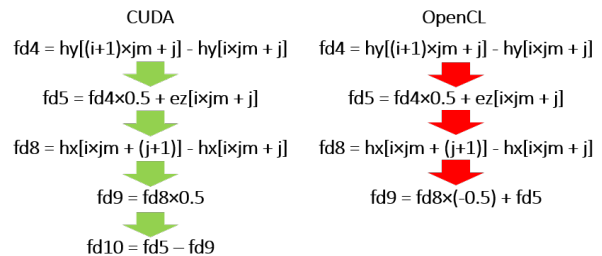 CUDA
fd4 = hy[(i+1)×jm + j] - hy[i×jm + j]
fd5 = fd4×0.5 + ez[i×jm + j]
fd8 = hx[i×jm + (j+1)] - hx[i×jm + j]
fd9 = fd8×0.5
fd10 = fd5 – fd9
OpenCL
fd4 = hy[(i+1)×jm + j] - hy[i×jm + j]
fd5 = fd4×0.5 + ez[i×jm + j]
fd8 = hx[i×jm + (j+1)] - hx[i×jm + j]
fd9 = fd8×(-0.5) + fd5